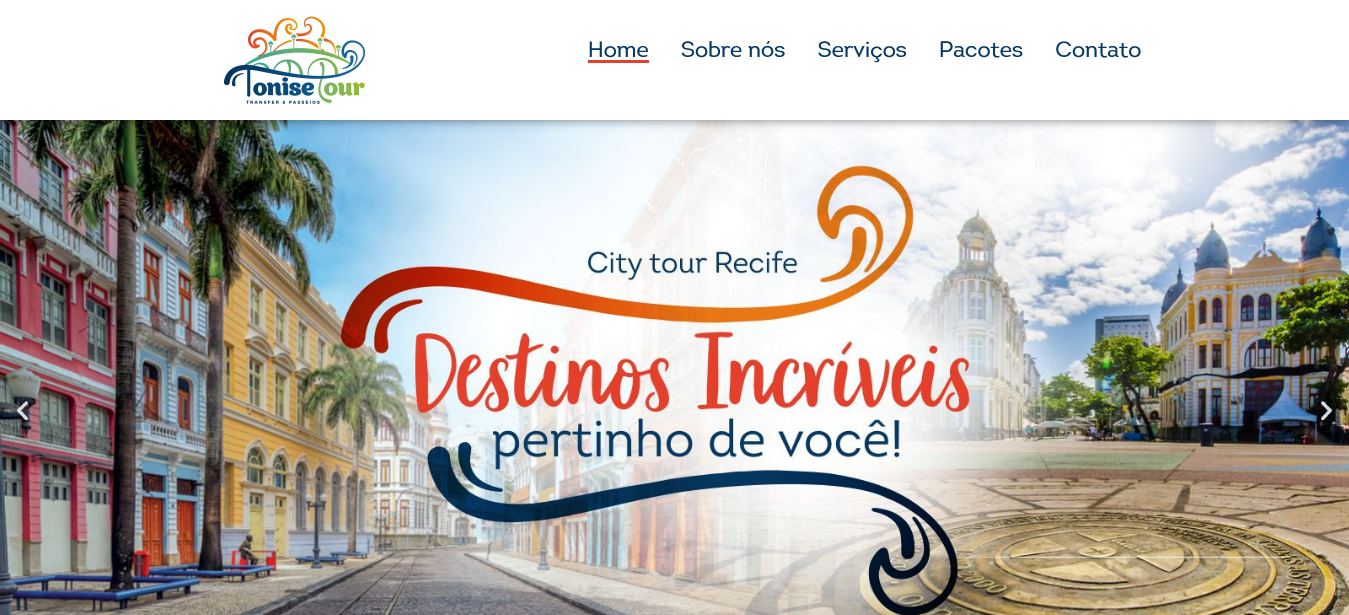 Tonise Tour
TRANSFER & PASSEIOS
Home Sobre nós Serviços Pacotes Contato
City tour Recife
Destinos Incríveis
pertinho de você!